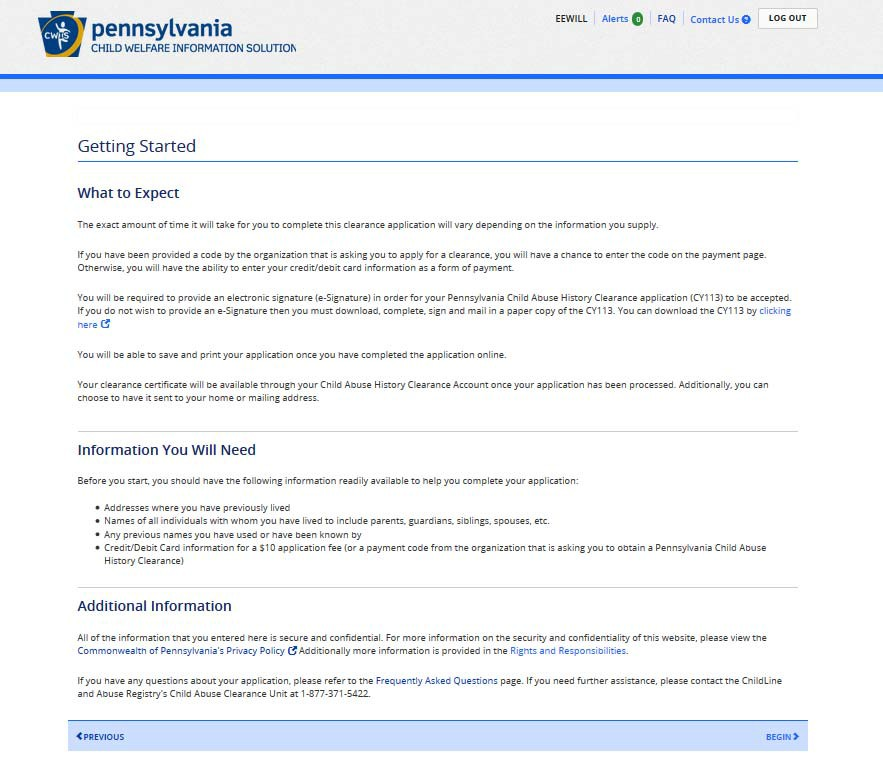 CWIS
pennsylvania
CHILD WELFARE INFORMATION SOLUTION
EEWILL Alerts 0 FAQ Contact Us ? LOG OUT
Getting Started
What to Expect
The exact amount of time it will take for you to complete this clearance application will vary depending on the information you supply.
If you have been provided a code by the organization that is asking you to apply for a clearance, you will have a chance to enter the code on the payment page.
Otherwise, you will have the ability to enter your credit/debit card information as a form of payment.
You will be required to provide an electronic signature (e-Signature) in order for your Pennsylvania Child Abuse History Clearance application (CY113) to be accepted.
If you do not wish to provide an e-Signature then you must download, complete, sign and mail in a paper copy of the CY113. You can download the CY113 by clicking
here
You will be able to save and print your application once you have completed the application online.
Your clearance certificate will be available through your Child Abuse History Clearance Account once your application has been processed. Additionally, you can
choose to have it sent to your home or mailing address.
Information You Will Need
Before you start, you should have the following information readily available to help you complete your application:
• Addresses where you have previously lived
• Names of all individuals with whom you have lived to include parents, guardians, siblings, spouses, etc.
• Any previous names you have used or have been known by
• Credit/Debit Card information for a $10 application fee (or a payment code from the organization that is asking you to obtain a Pennsylvania Child Abuse
History Clearance)
Additional Information
All of the information that you entered here is secure and confidential. For more information on the security and confidentiality of this website, please view the
Commonwealth of Pennsylvania's Privacy Policy Additionally more information is provided in the Rights and Responsibilities.
If you have any questions about your application, please refer to the Frequently Asked Questions page. If you need further assistance, please contact the ChildLine
and Abuse Registry's Child Abuse Clearance Unit at 1-877-371-5422.
PREVIOUS BEGIN